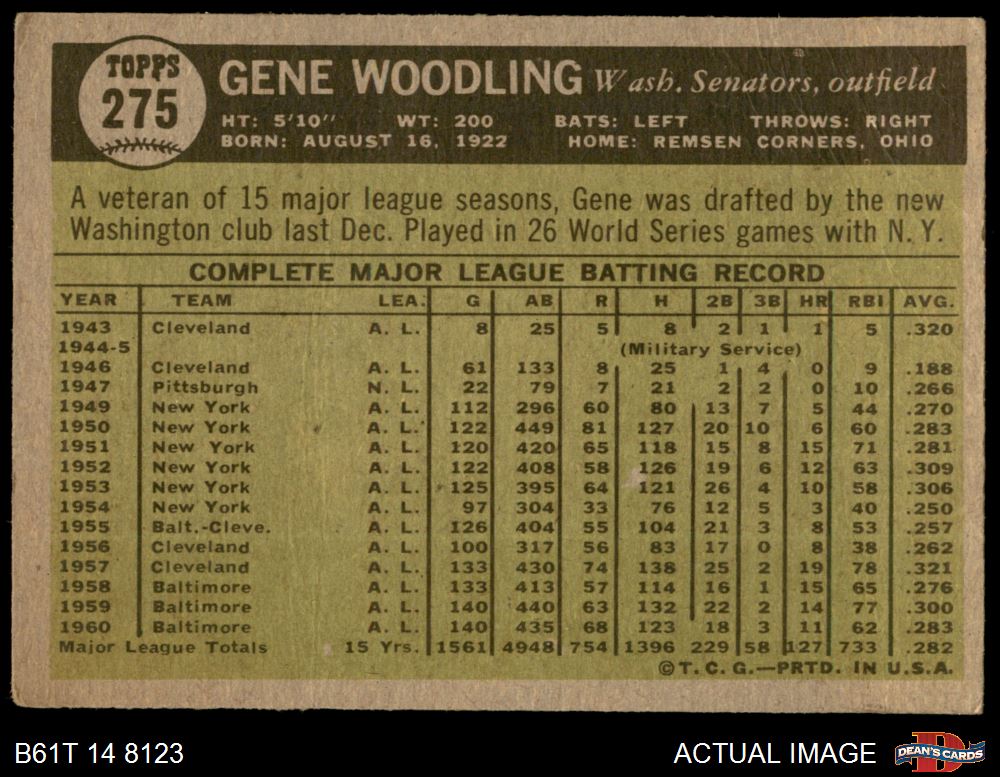 TOPPS
275
GENE WOODLING Wash. Senators, outfield
HT: 5'10" WT: 200 BATS: LEFT THROWS: RIGHT
BORN: AUGUST 16, 1922 HOME: REMSEN CORNERS, OHIO
A veteran of 15 major league seasons, Gene was drafted by the new
Washington club last Dec. Played in 26 World Series games with N. Y.
COMPLETE MAJOR LEAGUE BATTING RECORD
YEAR TEAM LEA. G AB R H 2B 3B HR RBI AVG.
1943 Cleveland A. L. 8 25 5 8 2 1 1 5 .320
1944-5 (Military Service)
1946 Cleveland A. L. 61 133 8 25 1 4 0 9 .188
1947 Pittsburgh N. L. 22 79 7 21 2 2 0 10 .266
1949 New York A. L. 112 296 60 80 13 7 5 44 .270
1950 New York A. L. 122 449 81 127 20 10 6 60 .283
1951 New York A. L. 120 420 65 118 15 8 15 71 .281
1952 New York A. L. 122 408 58 126 19 6 12 63 .309
1953 New York A. L. 125 395 64 121 26 4 10 58 .306
1954 New York A. L. 97 304 33 76 12 5 3 40 .250
1955 Balt.-Cleve. A. L. 126 404 55 104 21 3 8 53 .257
1956 Cleveland A. L. 100 317 56 83 17 0 8 38 .262
1957 Cleveland A. L. 133 430 74 138 25 2 19 78 .321
1958 Baltimore A. L. 133 413 57 114 16 1 15 65 .276
1959 Baltimore A. L. 140 440 63 132 22 2 14 77 .300
1960 Baltimore A. L. 140 435 68 123 18 3 11 62 .283
Major League Totals 15 Yrs. 1561 4948 754 1396 229 58 127 733 .282
©T. C. G.—PRTD. IN U.S.A.
B61T 14 8123 ACTUAL IMAGE DEAN'S CARDS